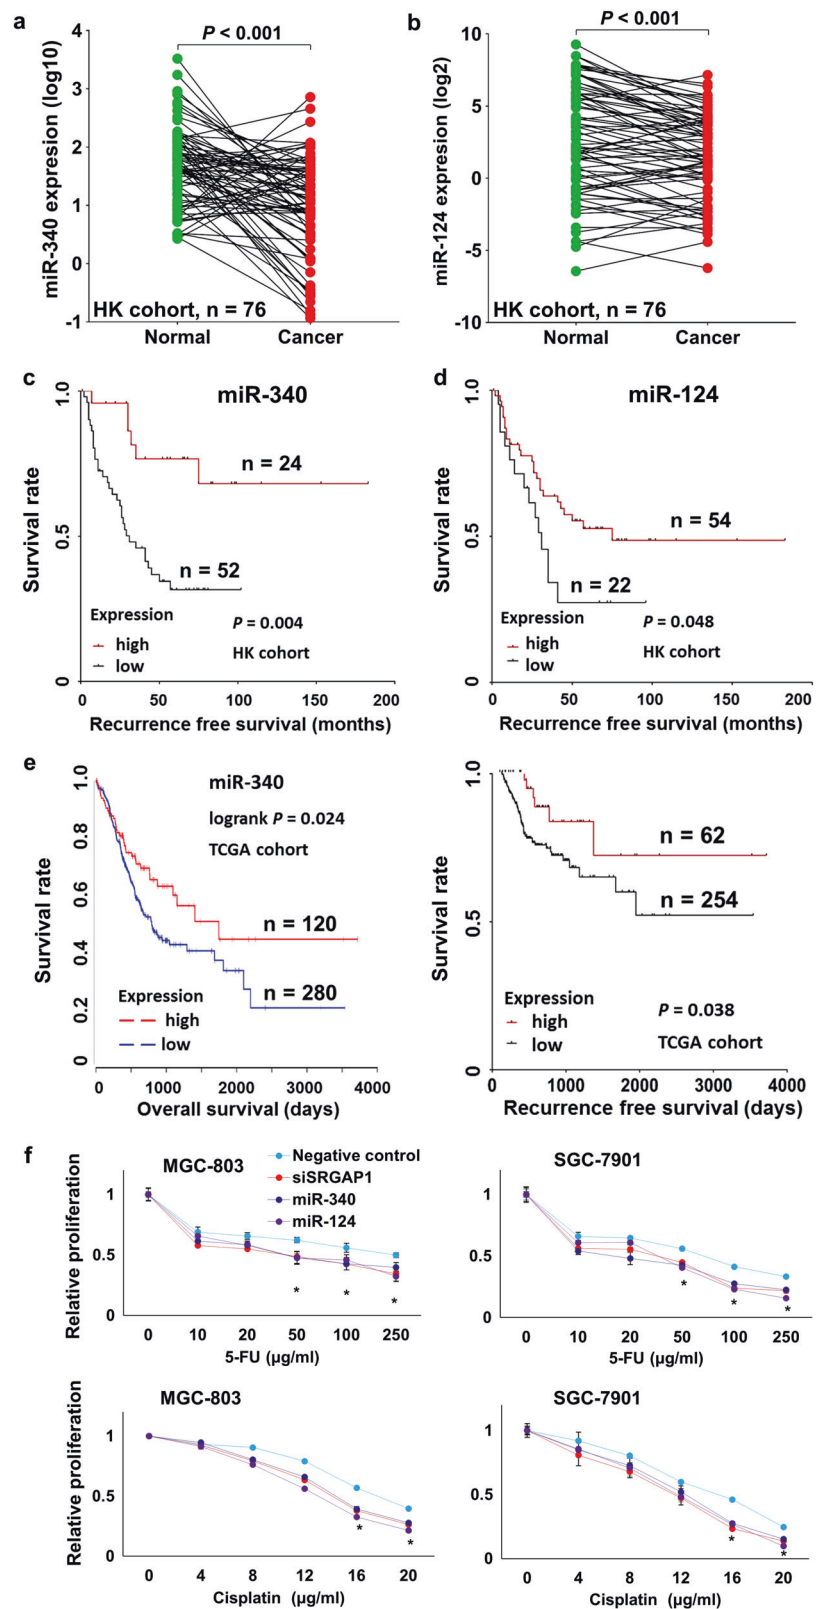 a
P < 0.001
miR-340 expresion (log10)
4
3
2
1
0
-1
HK cohort, n = 76
Normal Cancer
b
P < 0.001
miR-124 expresion (log2)
10
5
0
-5
-10
HK cohort, n = 76
Normal Cancer
c
miR-340
Survival rate
1.0
0.5
0
n = 24
n = 52
Expression
high
low
P = 0.004
HK cohort
0 50 100 150 200
Recurrence free survival (months)
d
miR-124
Survival rate
1.0
0.5
0
n = 54
n = 22
Expression
high
low
P = 0.048
HK cohort
0 50 100 150 200
Recurrence free survival (months)
e
miR-340
logrank P = 0.024
TCGA cohort
Survival rate
1.0
0.8
0.6
0.4
0.2
0
n = 120
n = 280
Expression
high
low
0 1000 2000 3000 4000
Overall survival (days)
Survival rate
1.0
0.5
0
n = 62
n = 254
Expression
high
low
P = 0.038
TCGA cohort
0 1000 2000 3000 4000
Recurrence free survival (days)
f
MGC-803
Negative control
siSRGAP1
miR-340
miR-124
Relative proliferation
1
0.5
0
* * *
0 10 20 50 100 250
5-FU (µg/ml)
SGC-7901
1
0.5
0
* * *
0 10 20 50 100 250
5-FU (µg/ml)
MGC-803
Relative proliferation
1
0.5
0
* *
0 4 8 12 16 20
Cisplatin (µg/ml)
SGC-7901
1
0.5
0
* *
0 4 8 12 16 20
Cisplatin (µg/ml)